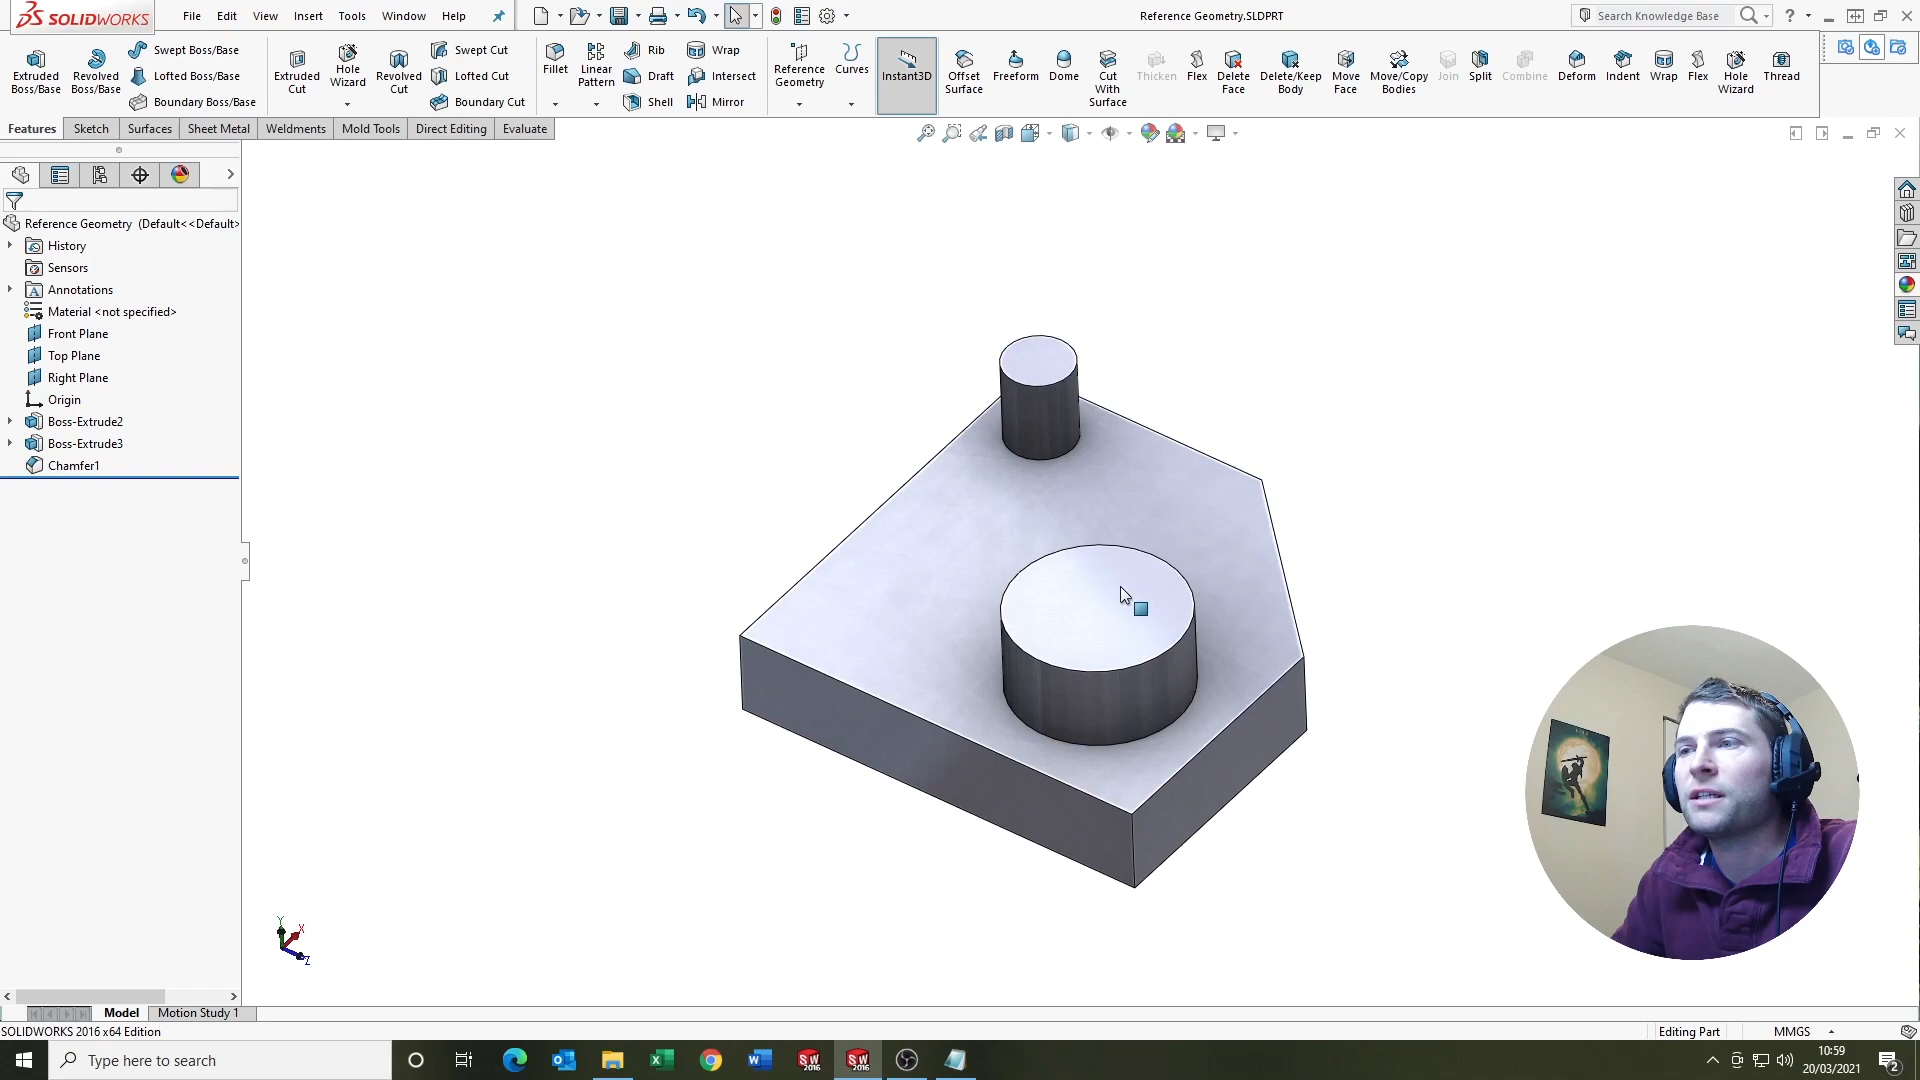 SOLIDWORKS File Edit View Insert Tools Window Help Reference Geometry.SLDPRT Search Knowledge Base ?
Extruded Boss/Base
Revolved Boss/Base
Swept Boss/Base
Lofted Boss/Base
Boundary Boss/Base
Extruded Cut
Hole Wizard
Revolved Cut
Swept Cut
Lofted Cut
Boundary Cut
Fillet
Linear Pattern
Rib
Draft
Shell
Wrap
Intersect
Mirror
Reference Geometry
Curves
Instant3D
Offset Surface
Freeform
Dome
Cut With Surface
Thicken
Flex
Delete Face
Delete/Keep Body
Move Face
Move/Copy Bodies
Join
Split
Combine
Deform
Indent
Wrap
Flex
Hole Wizard
Thread
Features Sketch Surfaces Sheet Metal Weldments Mold Tools Direct Editing Evaluate
Reference Geometry (Default<<Default>
History
Sensors
Annotations
Material <not specified>
Front Plane
Top Plane
Right Plane
Origin
Boss-Extrude2
Boss-Extrude3
Chamfer1
Y
X
Z
Model Motion Study 1
SOLIDWORKS 2016 x64 Edition Editing Part MMGS
Type here to search
10:59
20/03/2021
2